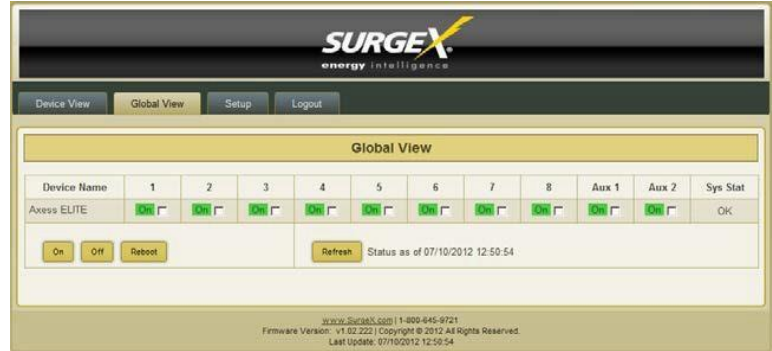 SURGEX
energy intelligence
Device View Global View Setup Logout
Global View
Device Name 1 2 3 4 5 6 7 8 Aux 1 Aux 2 Sys Stat
Axess ELITE On On On On On On On On On On OK
On Off Reboot Refresh Status as of 07/10/2012 12:50:54
www.SurgeX.com | 1-800-645-9721
Firmware Version: v1.02.222 | Copyright © 2012 All Rights Reserved.
Last Update: 07/10/2012 12:50:54